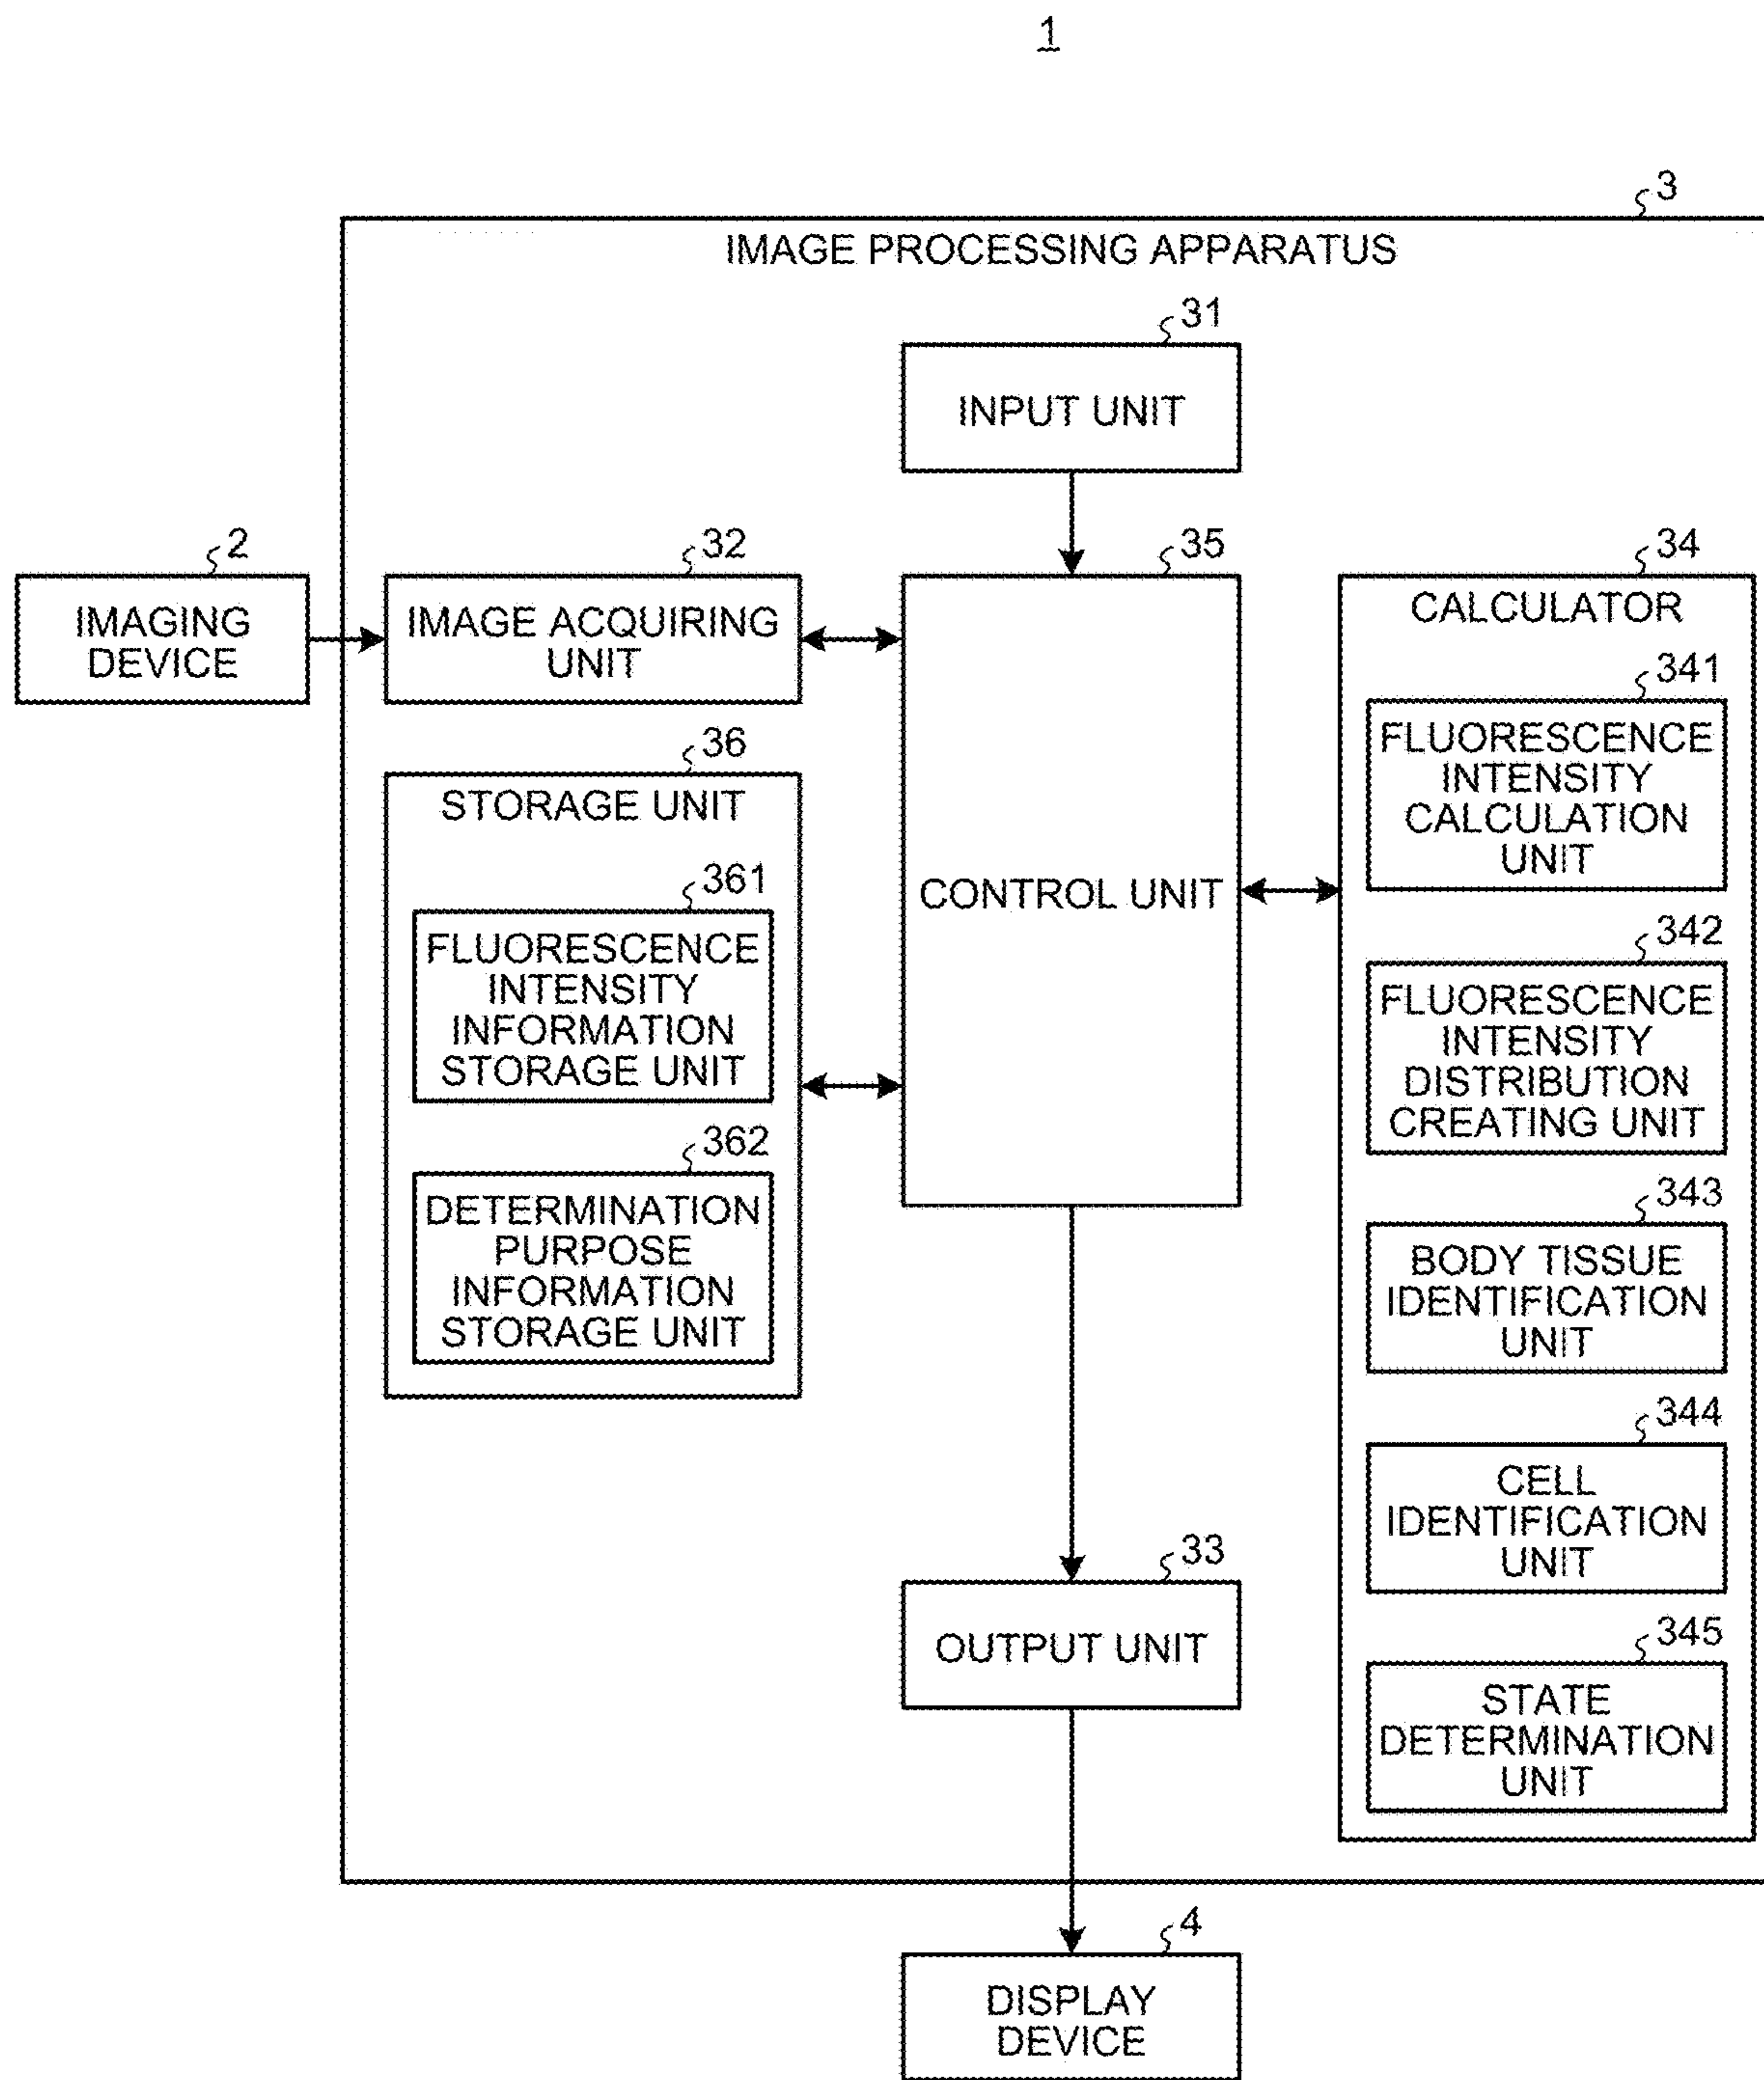 1
3
IMAGE PROCESSING APPARATUS
31
INPUT UNIT
2
IMAGING
DEVICE
32
IMAGE ACQUIRING
UNIT
36
STORAGE UNIT
361
FLUORESCENCE
INTENSITY
INFORMATION
STORAGE UNIT
362
DETERMINATION
PURPOSE
INFORMATION
STORAGE UNIT
35
CONTROL UNIT
34
CALCULATOR
341
FLUORESCENCE
INTENSITY
CALCULATION
UNIT
342
FLUORESCENCE
INTENSITY
DISTRIBUTION
CREATING UNIT
343
BODY TISSUE
IDENTIFICATION
UNIT
344
CELL
IDENTIFICATION
UNIT
345
STATE
DETERMINATION
UNIT
33
OUTPUT UNIT
4
DISPLAY
DEVICE